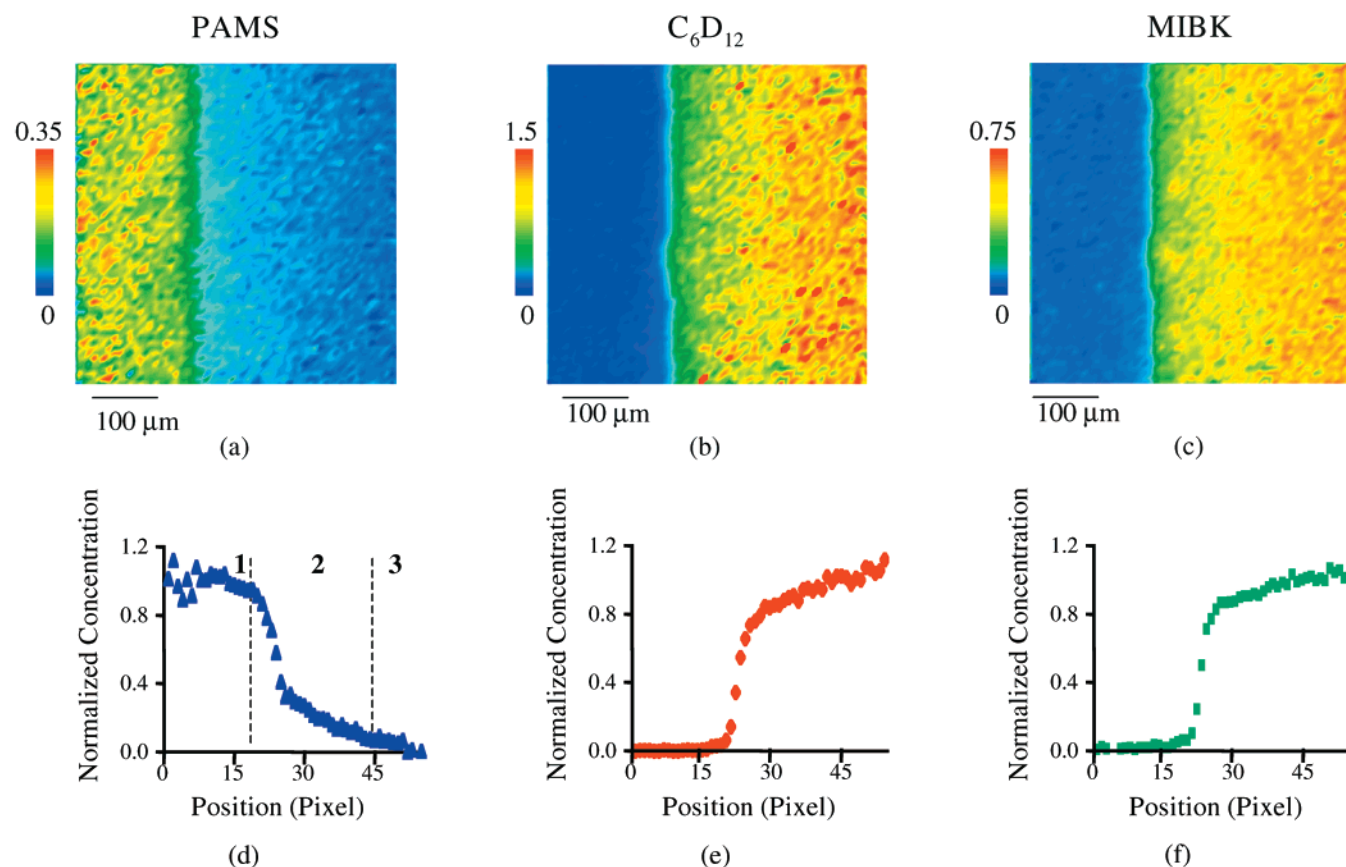 PAMS
C₆D₁₂
MIBK
0.35
0
1.5
0
0.75
0
100 μm
100 μm
100 μm
(a)
(b)
(c)
Normalized Concentration
1.2
0.8
0.4
0.0
1
2
3
0
15
30
45
Position (Pixel)
(d)
Normalized Concentration
1.2
0.8
0.4
0.0
0
15
30
45
Position (Pixel)
(e)
Normalized Concentration
1.2
0.8
0.4
0.0
0
15
30
45
Position (Pixel)
(f)